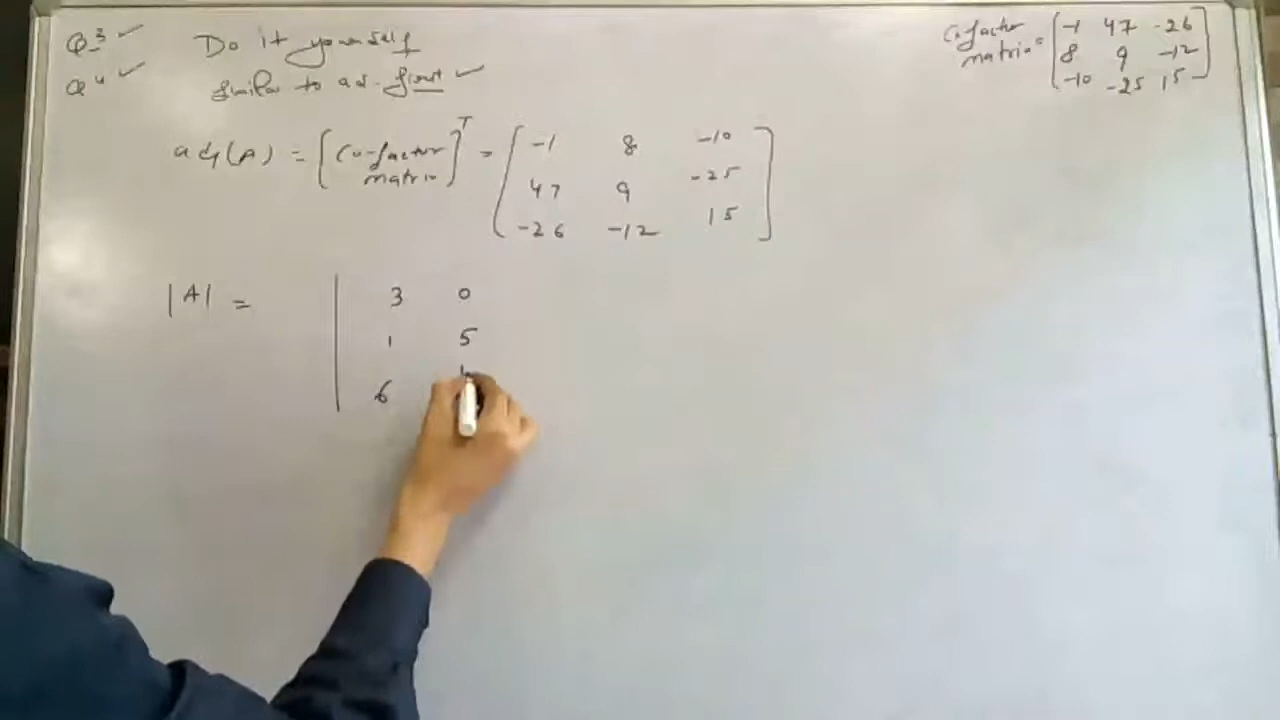 Q3 ✓ Do it yourself
Q4 ✓ Similar to as first ✓
Cofactor matrix = [ -1 47 -26
8 9 -12
-10 -25 15 ]
adj(A) = [Co-factor matrix]^T = [ -1 8 -10
47 9 -25
-26 -12 15 ]
|A| = | 3 0
1 5
6